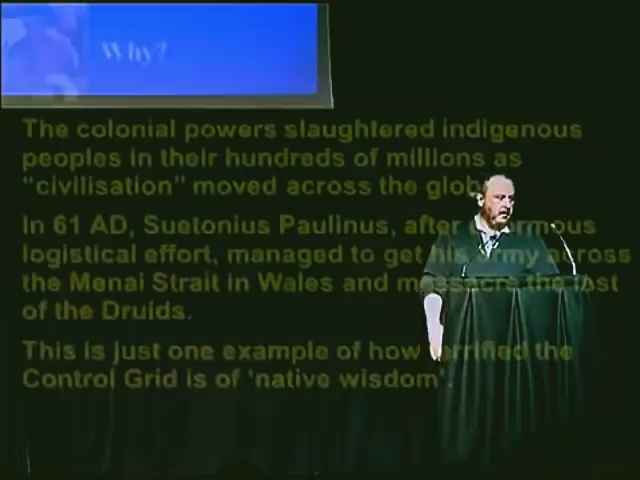 Why?
The colonial powers slaughtered indigenous
peoples in their hundreds of millions as
"civilisation" moved across the globe.
In 61 AD, Suetonius Paulinus, after enormous
logistical effort, managed to get his army across
the Menai Strait in Wales and massacre the last
of the Druids.
This is just one example of how terrified the
Control Grid is of 'native wisdom'.